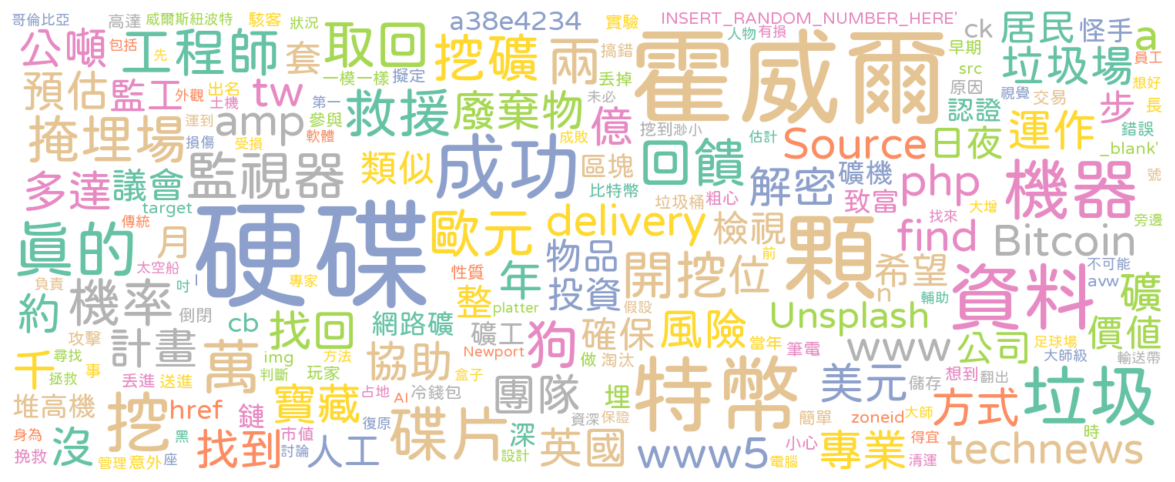 哥倫比亞
高達
威爾斯紐波特
駭客
狀況
a38e4234
實驗
INSERT_RANDOM_NUMBER_HERE'
人物
有損
ck
居民
怪手
a
早期
公噸
包括
工程師
先
套
取回
一模一樣
擬定
挖礦
兩
搞錯
丟掉
霍威爾
src
原因
垃圾場
員工
預估
監工
外觀
出名
土機
tw
第一
參與
救援
廢棄物
未必
億
挖到
渺小
視覺
交易
想好
長
認證
步
掩埋場
運到
損傷
受損
amp
軟體
成敗
估計
Source
日夜
運作
錯誤
_blank'
多達
議會
監視器
類似
成功
區塊
回饋
解密
礦機
php
機器
號
target
比特幣
垃圾桶
粗心
致富
找來
大增
旁邊
真的
傳統
月
太空船
硬碟
歐元
delivery
檢視
顆
find
Bitcoin
專家
性質
年
物品
前
開挖位
希望
n
資料
不可能
avw
輔助
負責
機率
吋
l
整
platter
投資
假設
約
倒閉
cb
找回
網路礦
礦工
狗
確保
風險
Unsplash
礦
價值
攻擊
計畫
img
方法
Newport
做
淘汰
當年
筆電
www
公司
足球場
大師級
千
尋找
拯救
事
萬
判斷
玩家
協助
盒子
特幣
美元
想到
輸送帶
丟進
送進
占地
AI
冷錢包
團隊
埋
儲存
翻出
垃圾
堆高機
挖
href
鏈
寶藏
復原
碟片
資深
保證
簡單
zoneid
大師
方式
身為
沒
黑
找到
市值
人工
設計
深
英國
www5
小心
專業
得宜
時
technews
挽救
管理
意外
座
討論
電腦
清運